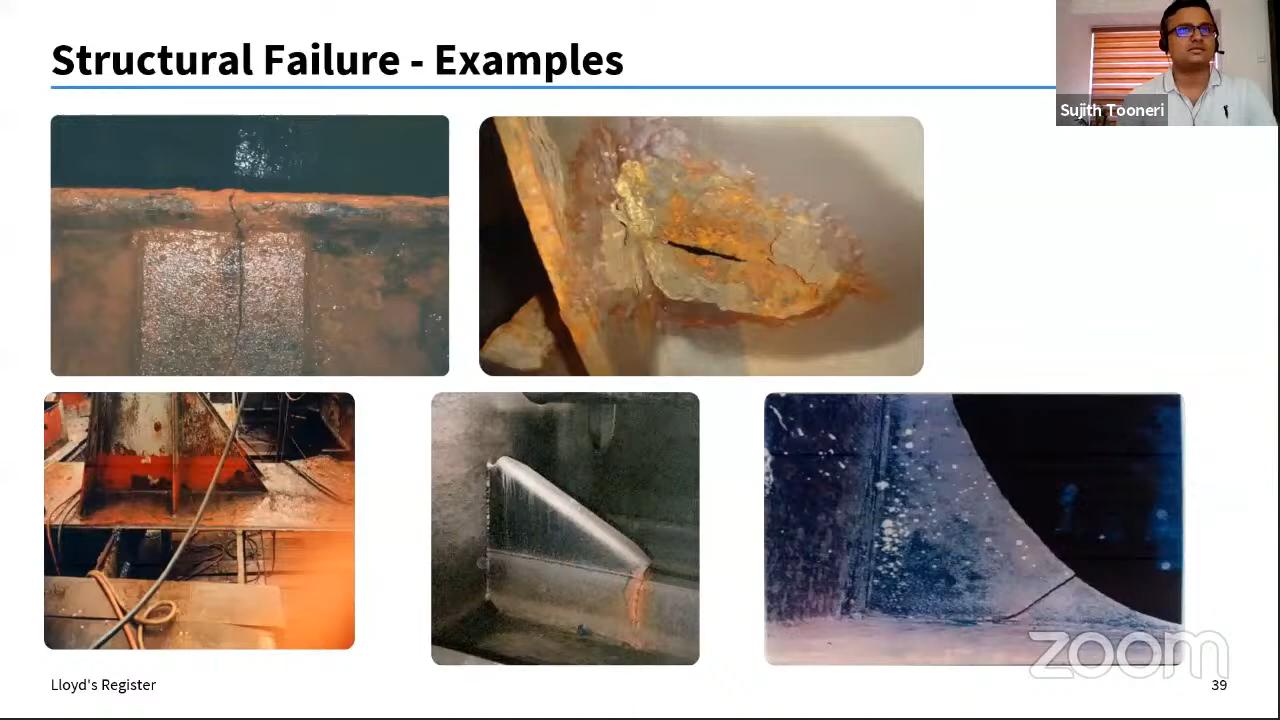 Structural Failure - Examples
Sujith Tooneri
Lloyd's Register
zoom
39